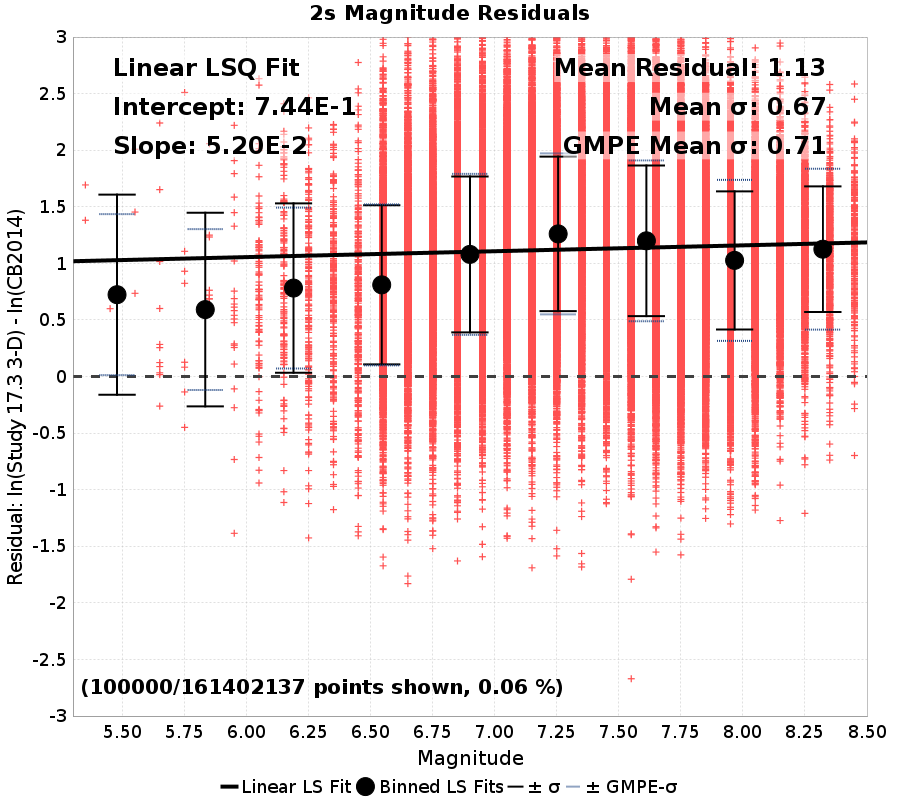 2s Magnitude Residuals
Linear LSQ Fit
Intercept: 7.44E-1
Slope: 5.20E-2
Mean Residual: 1.13
Mean σ: 0.67
GMPE Mean σ: 0.71
Residual: ln(Study 17.3 3-D) - ln(CB2014)
3
2.5
2
1.5
1
0.5
0
-0.5
-1
-1.5
-2
-2.5
-3
(100000/161402137 points shown, 0.06 %)
5.50 5.75 6.00 6.25 6.50 6.75 7.00 7.25 7.50 7.75 8.00 8.25 8.50
Magnitude
Linear LS Fit Binned LS Fits ± σ ± GMPE-σ